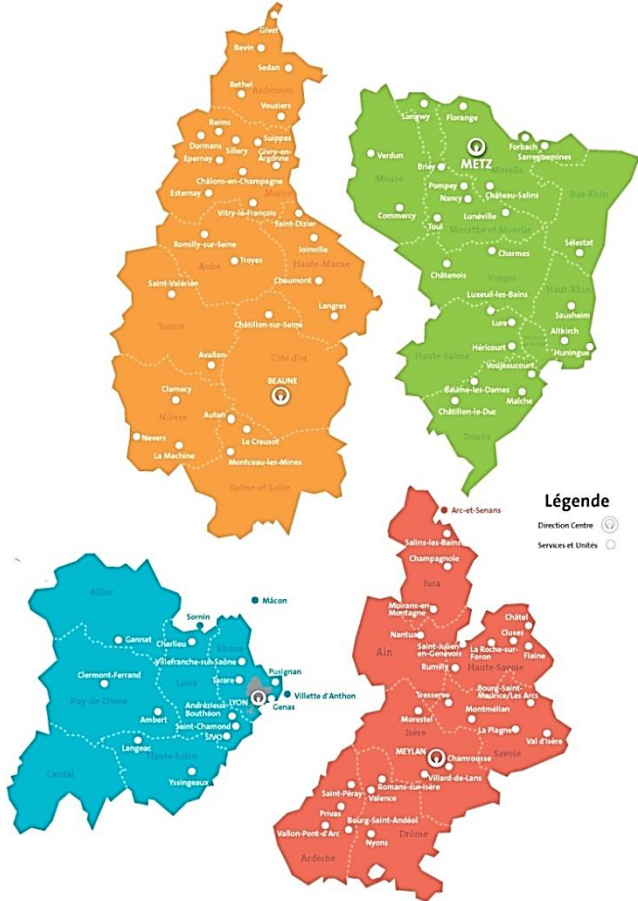 Givet
Revin
Sedan
Rethel
Ardennes
Vouziers
Reims
Dormans
Sillery
Suippes
Epernay
Givry-en-
Argonne
Châlons-en-Champagne
Esternay
Marne
Vitry-le-François
Saint-Dizier
Romilly-sur-Seine
Joinville
Aube
Troyes
Haute-Marne
Chaumont
Saint-Valérien
Langres
Châtillon-sur-Seine
Yonne
Avallon
Côte d'or
BEAUNE
Clamecy
Nièvre
Autun
Nevers
Le Creusot
La Machine
Montceau-les-Mines
Saône-et-Loire
Longwy
Florange
METZ
Forbach
Sarreguemines
Verdun
Briey
Moselle
Meuse
Pompey
Château-Salins
Bas-Rhin
Nancy
Commercy
Toul
Lunéville
Meurthe et Moselle
Charmes
Sélestat
Châtenois
Vosges
Haut-Rhin
Luxeuil-les-Bains
Sausheim
Lure
Altkirch
Héricourt
Huningue
Haute-Saône
Voujeaucourt
Baume-les-Dames
Maîche
Châtillon-le-Duc
Doubs
Légende
Direction Centre
Services et Unités
Arc-et-Senans
Salins-les-Bains
Champagnole
Jura
Moirans-en-
Montagne
Châtel
Nantua
Cluses
Ain
Saint-Julien-
en-Genevois
La Roche-sur-
Foron
Flaine
Rumilly
Haute-Savoie
Tresserve
Bourg-Saint-
Maurice/Les Arcs
Morestel
Montmélian
Isère
La Plagne
Val d'Isère
Savoie
MEYLAN
Chamrousse
Villard-de-Lans
Saint-Péray
Romans-sur-Isère
Valence
Privas
Bourg-Saint-Andéol
Vallon-Pont-d'Arc
Drôme
Nyons
Ardèche
Allier
Mâcon
Sornin
Gannat
Charlieu
Rhône
Villefranche-sur-Saône
Clermont-Ferrand
Loire
Tarare
Pusignan
Puy-de-Dôme
LYON
Villette d'Anthon
Genas
Andrézieux-
Bouthéon
Ambert
Saint-Chamond
SIVO
Langeac
Haute-Loire
Cantal
Yssingeaux